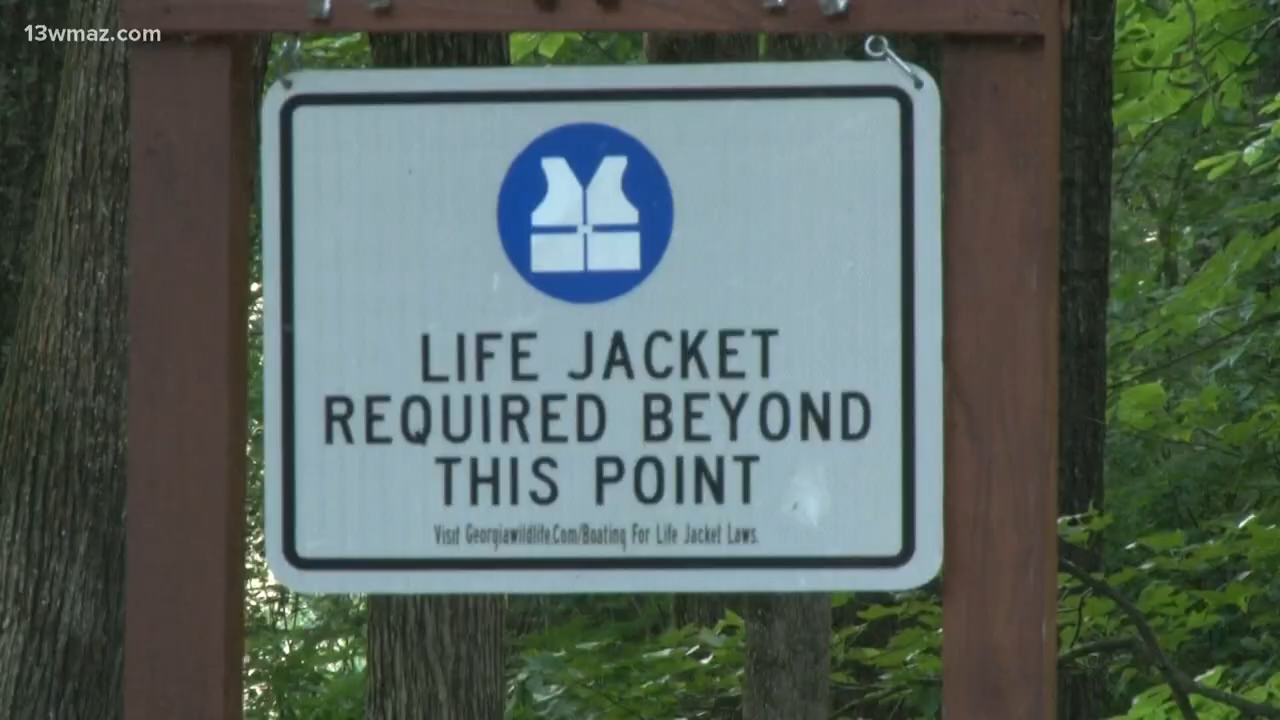 13wmaz.com
LIFE JACKET
REQUIRED BEYOND
THIS POINT
Visit Georgiawildlife.Com/Boating For Life Jacket Laws.